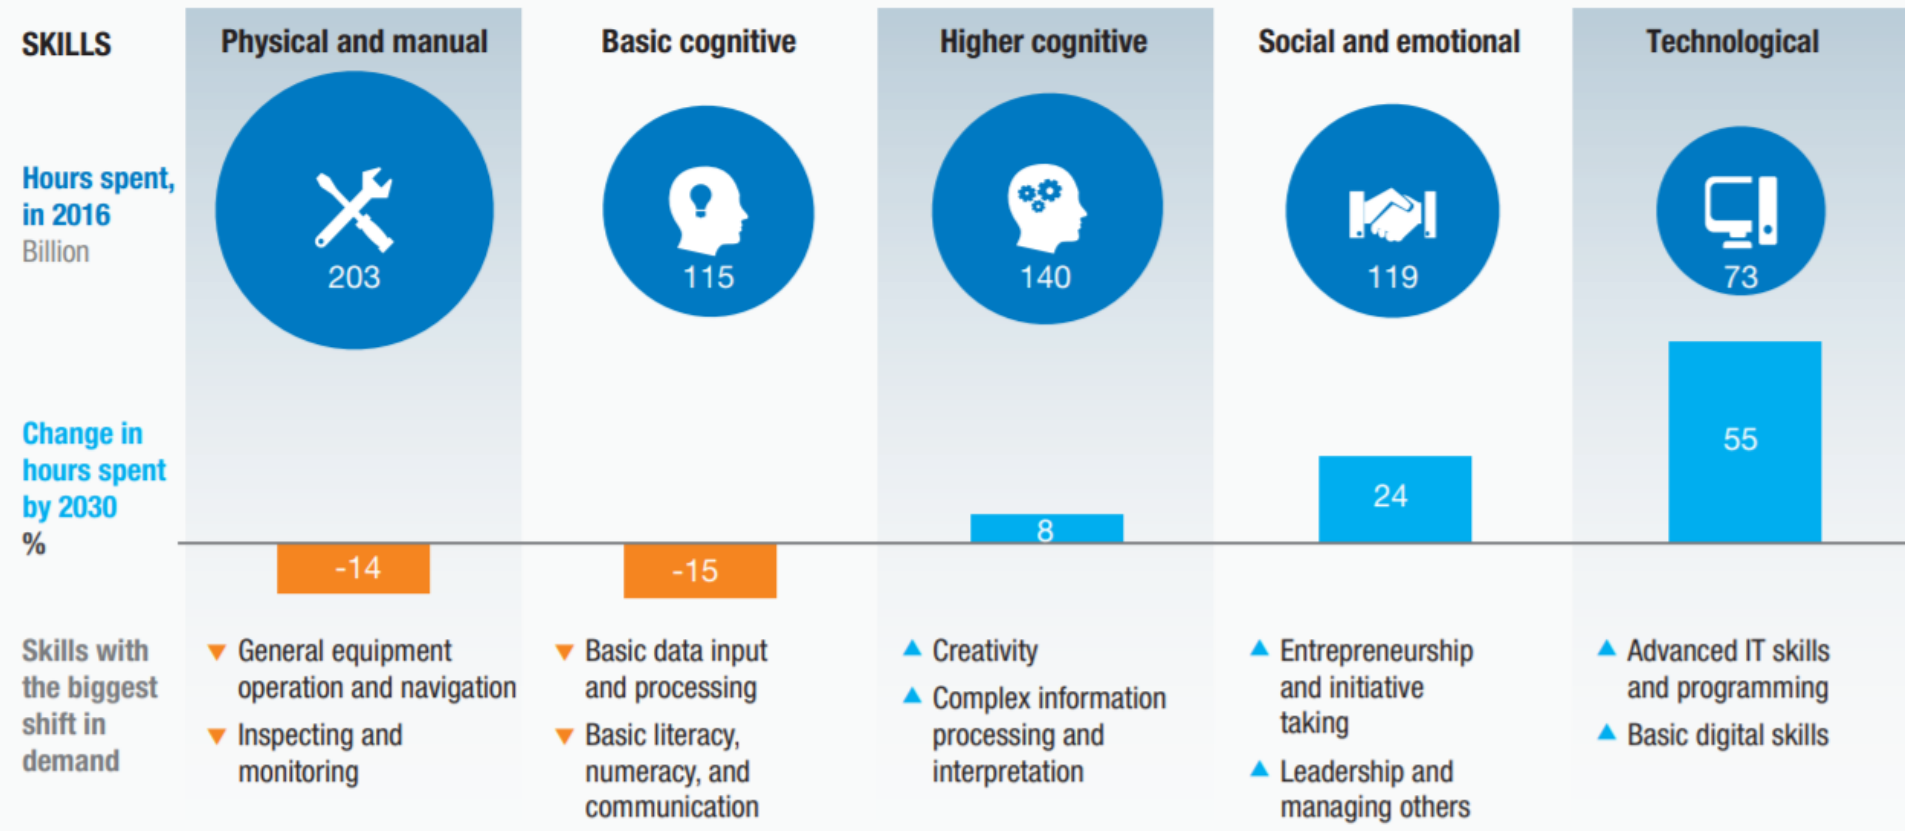 SKILLS
Physical and manual
Basic cognitive
Higher cognitive
Social and emotional
Technological
Hours spent,
in 2016
Billion
203
115
140
119
73
Change in
hours spent
by 2030
%
-14
-15
8
24
55
Skills with
the biggest
shift in
demand
General equipment
operation and navigation
Inspecting and
monitoring
Basic data input
and processing
Basic literacy,
numeracy, and
communication
Creativity
Complex information
processing and
interpretation
Entrepreneurship
and initiative
taking
Leadership and
managing others
Advanced IT skills
and programming
Basic digital skills